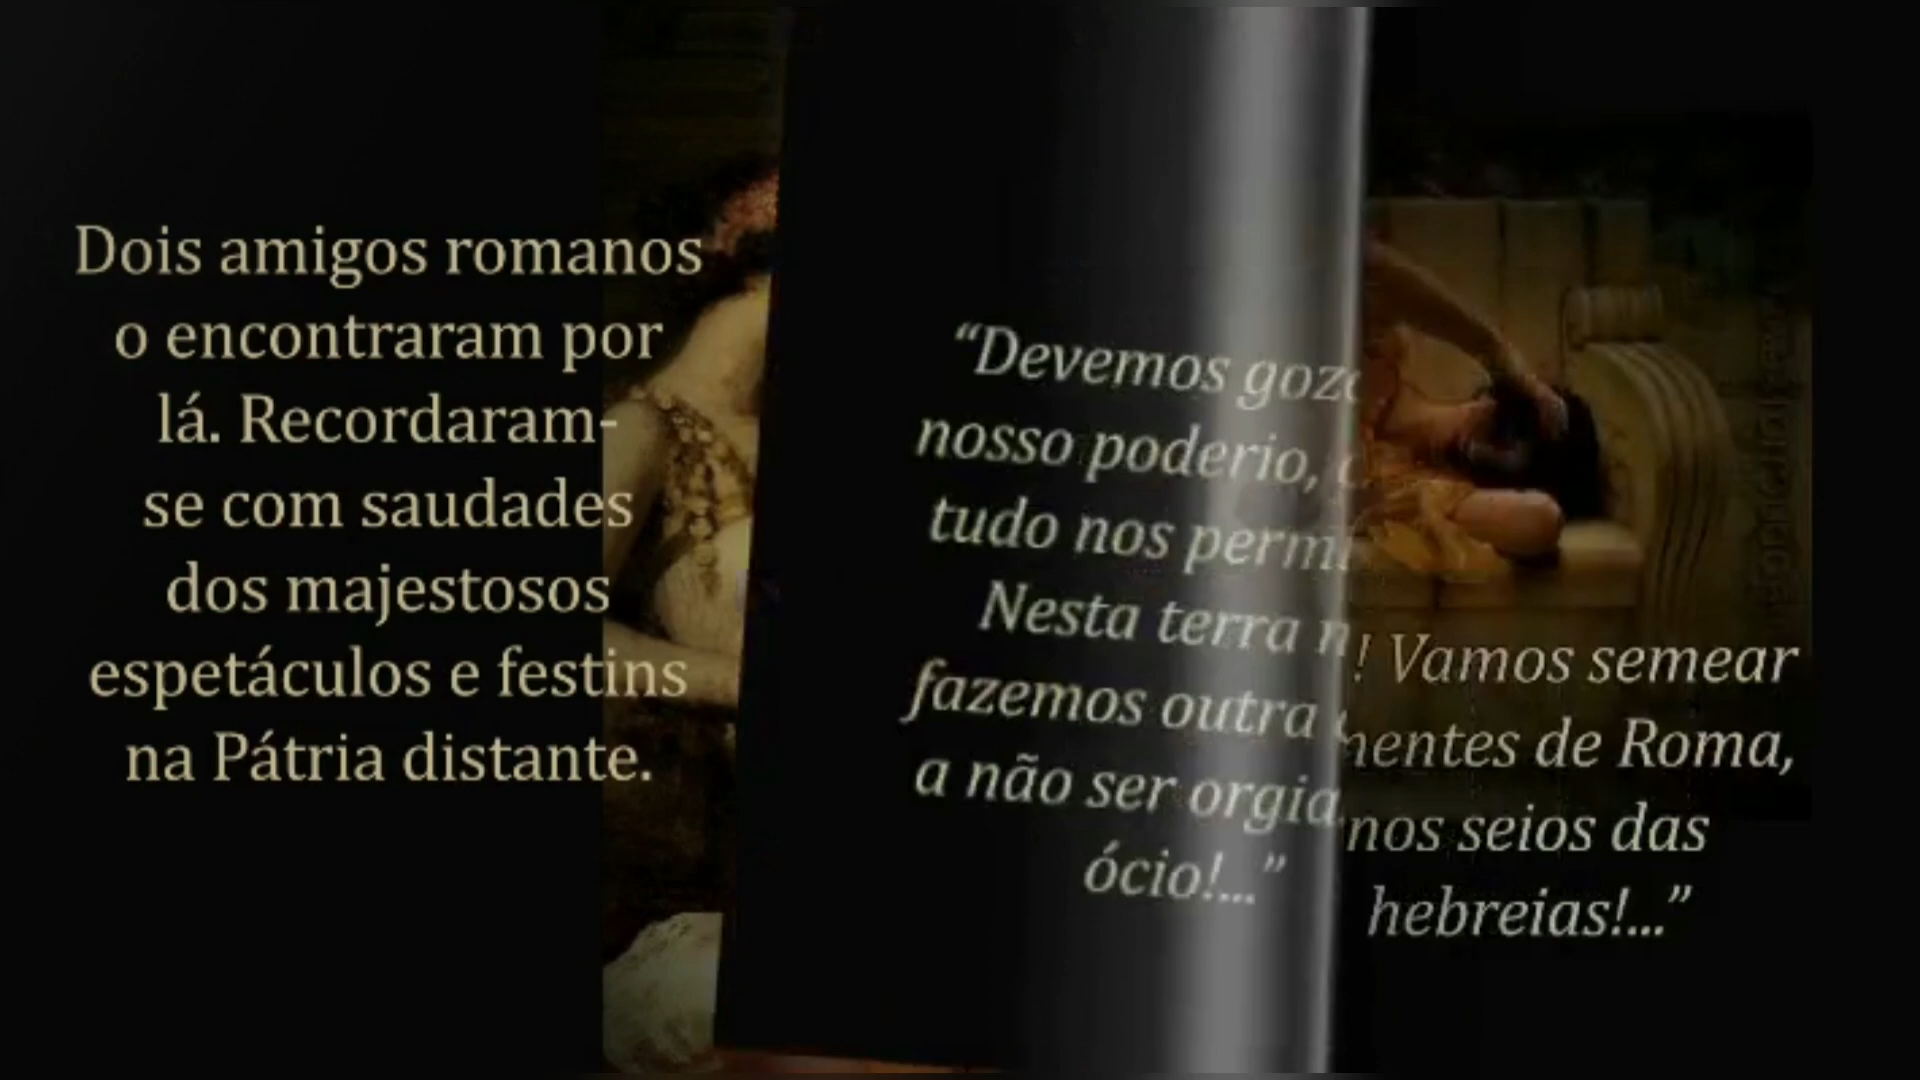 Dois amigos romanos
o encontraram por
lá. Recordaram-
se com saudades
dos majestosos
espetáculos e festins
na Pátria distante.
“Devemos
nosso poderio,
tudo nos
Nesta terra
fazemos outra
a não ser
ócio!...”
! Vamos semear
de Roma,
nos seios das
hebreias!...”